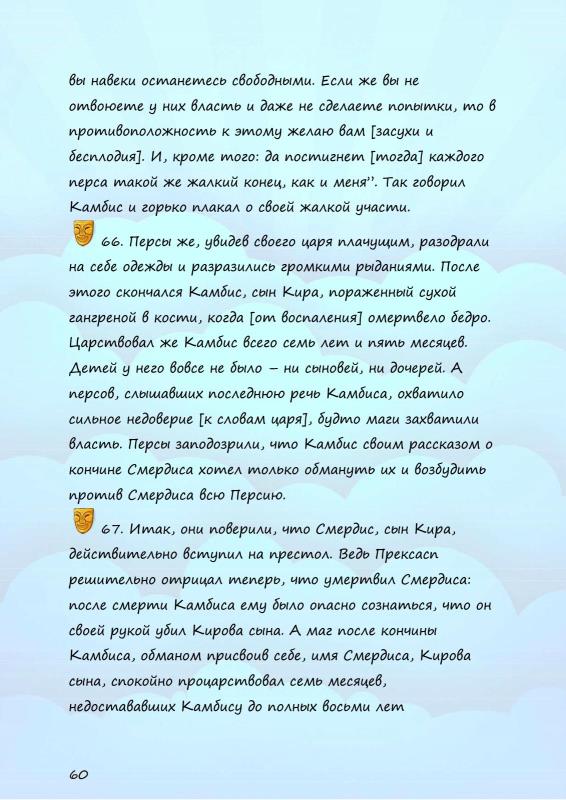 вы навеки останетесь свободными. Если же вы не
отвоюете у них власть и даже не сделаете попытки, то в
противоположность к этому желаю вам [засухи и
бесплодия]. И, кроме того: да постигнет [тогда] каждого
перса такой же жалкий конец, как и меня”. Так говорил
Камбис и горько плакал о своей жалкой участи.
66. Персы же, увидев своего царя плачущим, разодрали
на себе одежды и разразились громкими рыданиями. После
этого скончался Камбис, сын Кира, пораженный сухой
гангреной в кости, когда [от воспаления] омертвело бедро.
Царствовал же Камбис всего семь лет и пять месяцев.
Детей у него вовсе не было – ни сыновей, ни дочерей. А
персов, слышавших последнюю речь Камбиса, охватило
сильное недоверие [к словам царя], будто маги захватили
власть. Персы заподозрили, что Камбис своим рассказом о
кончине Смердиса хотел только обмануть их и возбудить
против Смердиса всю Персию.
67. Итак, они поверили, что Смердис, сын Кира,
действительно вступил на престол. Ведь Прексасп
решительно отрицал теперь, что умертвил Смердиса:
после смерти Камбиса ему было опасно сознаться, что он
своей рукой убил Кирова сына. А маг после кончины
Камбиса, обманом присвоив себе, имя Смердиса, Кирова
сына, спокойно процарствовал семь месяцев,
недостававших Камбису до полных восьми лет
60